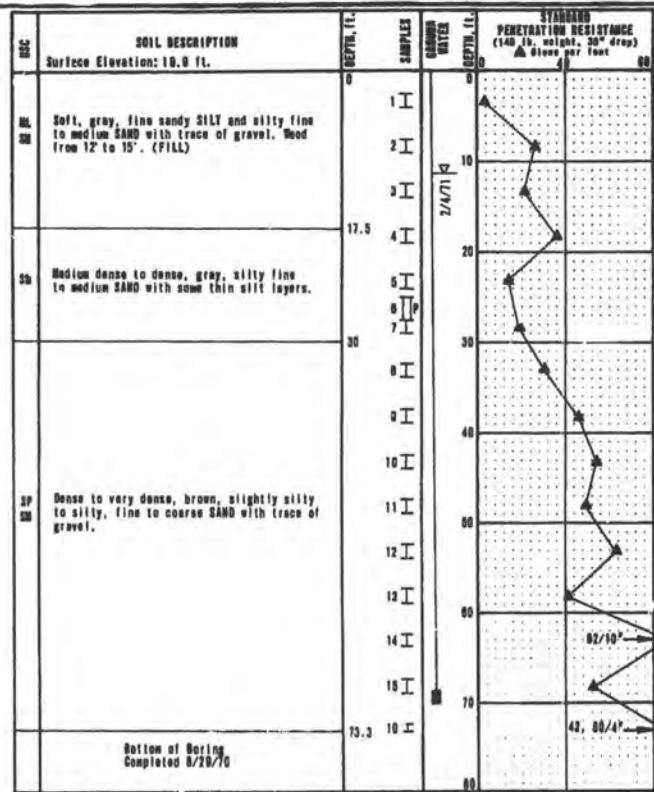 USC
SOIL DESCRIPTION
Surface Elevation: 19.9 ft.
DEPTH, ft.
SAMPLES
GROUND WATER
DEPTH, ft.
STANDARD
PENETRATION RESISTANCE
(140 lb. weight, 30" drop)
▲ Blows per foot
0
0
40
80
ML
SM
Soft, gray, fine sandy SILT and silty fine
to medium SAND with trace of gravel. Wood
from 12' to 15'. (FILL)
1
2
3
2/4/71
10
17.5
4
20
SM
Medium dense to dense, gray, silty fine
to medium SAND with some thin silt layers.
5
6
P
7
30
30
8
9
40
10
SP
SM
Dense to very dense, brown, slightly silty
to silty, fine to coarse SAND with trace of
gravel.
11
50
12
13
60
14
82/10"
15
70
73.3
16
42, 80/4"
Bottom of Boring
Completed 8/29/70
80